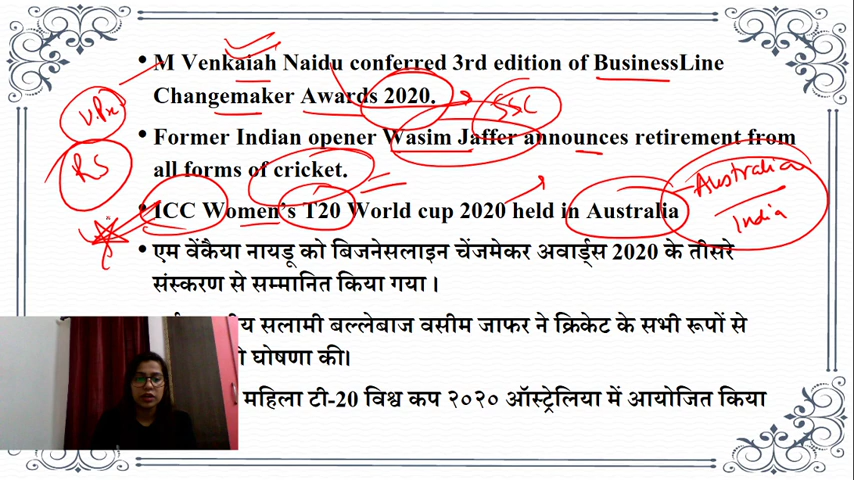 • M Venkaiah Naidu conferred 3rd edition of BusinessLine
Changemaker Awards 2020.
SSC
V.Pre
• Former Indian opener Wasim Jaffer announces retirement from
all forms of cricket.
RS
Australia
India
• ICC Women's T20 World cup 2020 held in Australia
• एम वेंकैया नायडू को बिजनेसलाइन चेंजमेकर अवार्ड्स 2020 के तीसरे
संस्करण से सम्मानित किया गया।
सलामी बल्लेबाज वसीम जाफर ने क्रिकेट के सभी रूपों से
घोषणा की।
महिला टी-20 विश्व कप २०२० ऑस्ट्रेलिया में आयोजित किया